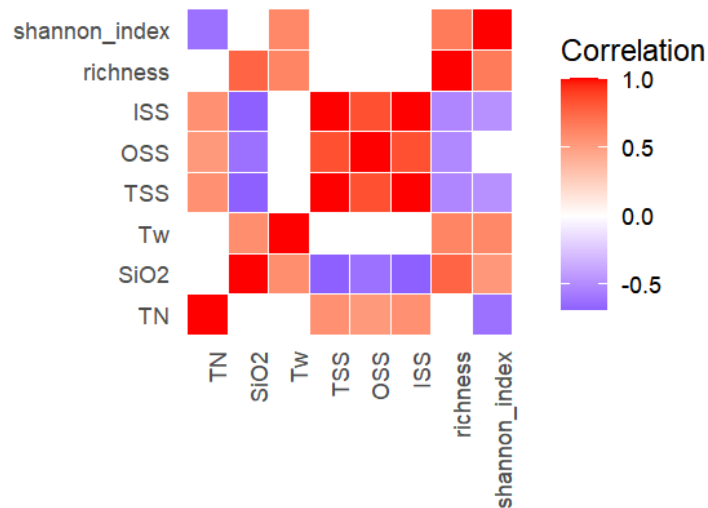 shannon_index
richness
ISS
OSS
TSS
Tw
SiO2
TN
TN
SiO2
Tw
TSS
OSS
ISS
richness
shannon_index
Correlation
1.0
0.5
0.0
-0.5